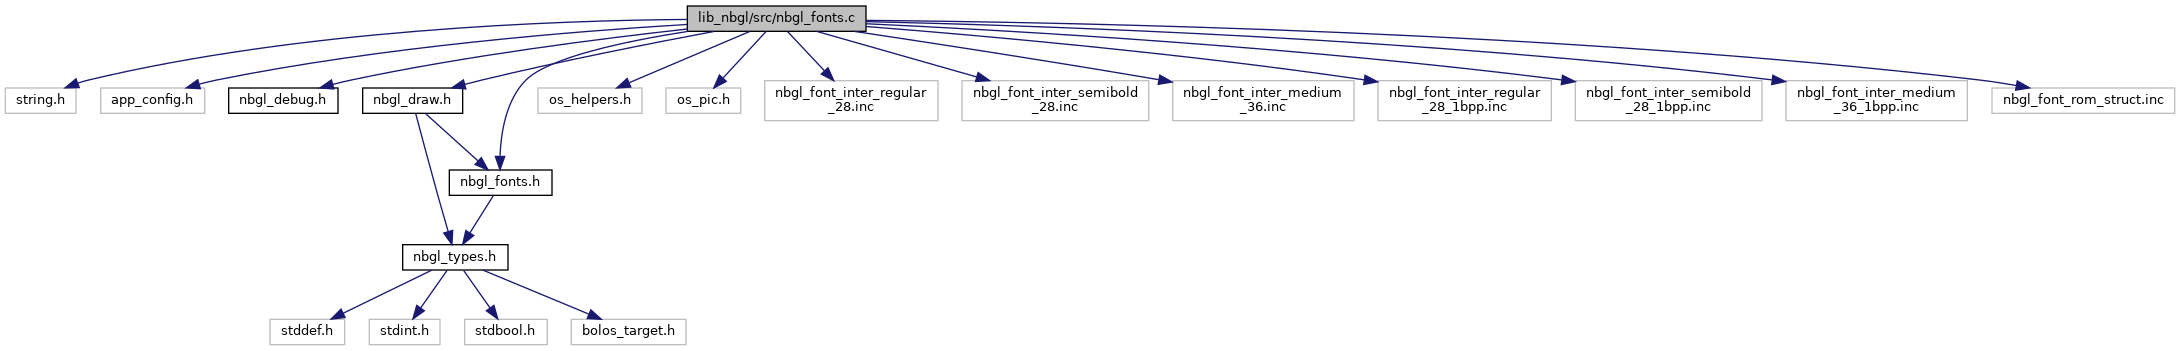 lib_nbgl/src/nbgl_fonts.c
string.h
app_config.h
nbgl_debug.h
nbgl_draw.h
os_helpers.h
os_pic.h
nbgl_font_inter_regular
_28.inc
nbgl_font_inter_semibold
_28.inc
nbgl_font_inter_medium
_36.inc
nbgl_font_inter_regular
_28_1bpp.inc
nbgl_font_inter_semibold
_28_1bpp.inc
nbgl_font_inter_medium
_36_1bpp.inc
nbgl_font_rom_struct.inc
nbgl_fonts.h
nbgl_types.h
stddef.h
stdint.h
stdbool.h
bolos_target.h